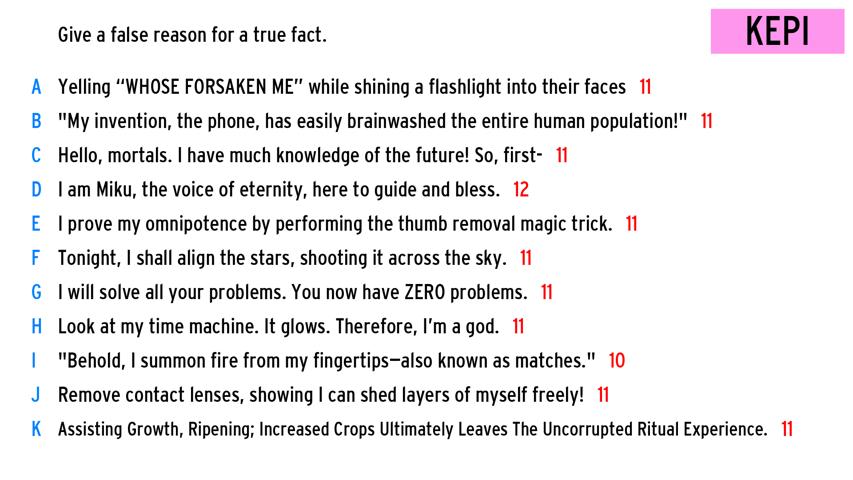 Give a false reason for a true fact.
KEPI
A Yelling “WHOSE FORSAKEN ME” while shining a flashlight into their faces 11
B "My invention, the phone, has easily brainwashed the entire human population!" 11
C Hello, mortals. I have much knowledge of the future! So, first- 11
D I am Miku, the voice of eternity, here to guide and bless. 12
E I prove my omnipotence by performing the thumb removal magic trick. 11
F Tonight, I shall align the stars, shooting it across the sky. 11
G I will solve all your problems. You now have ZERO problems. 11
H Look at my time machine. It glows. Therefore, I'm a god. 11
I "Behold, I summon fire from my fingertips—also known as matches." 10
J Remove contact lenses, showing I can shed layers of myself freely! 11
K Assisting Growth, Ripening; Increased Crops Ultimately Leaves The Uncorrupted Ritual Experience. 11